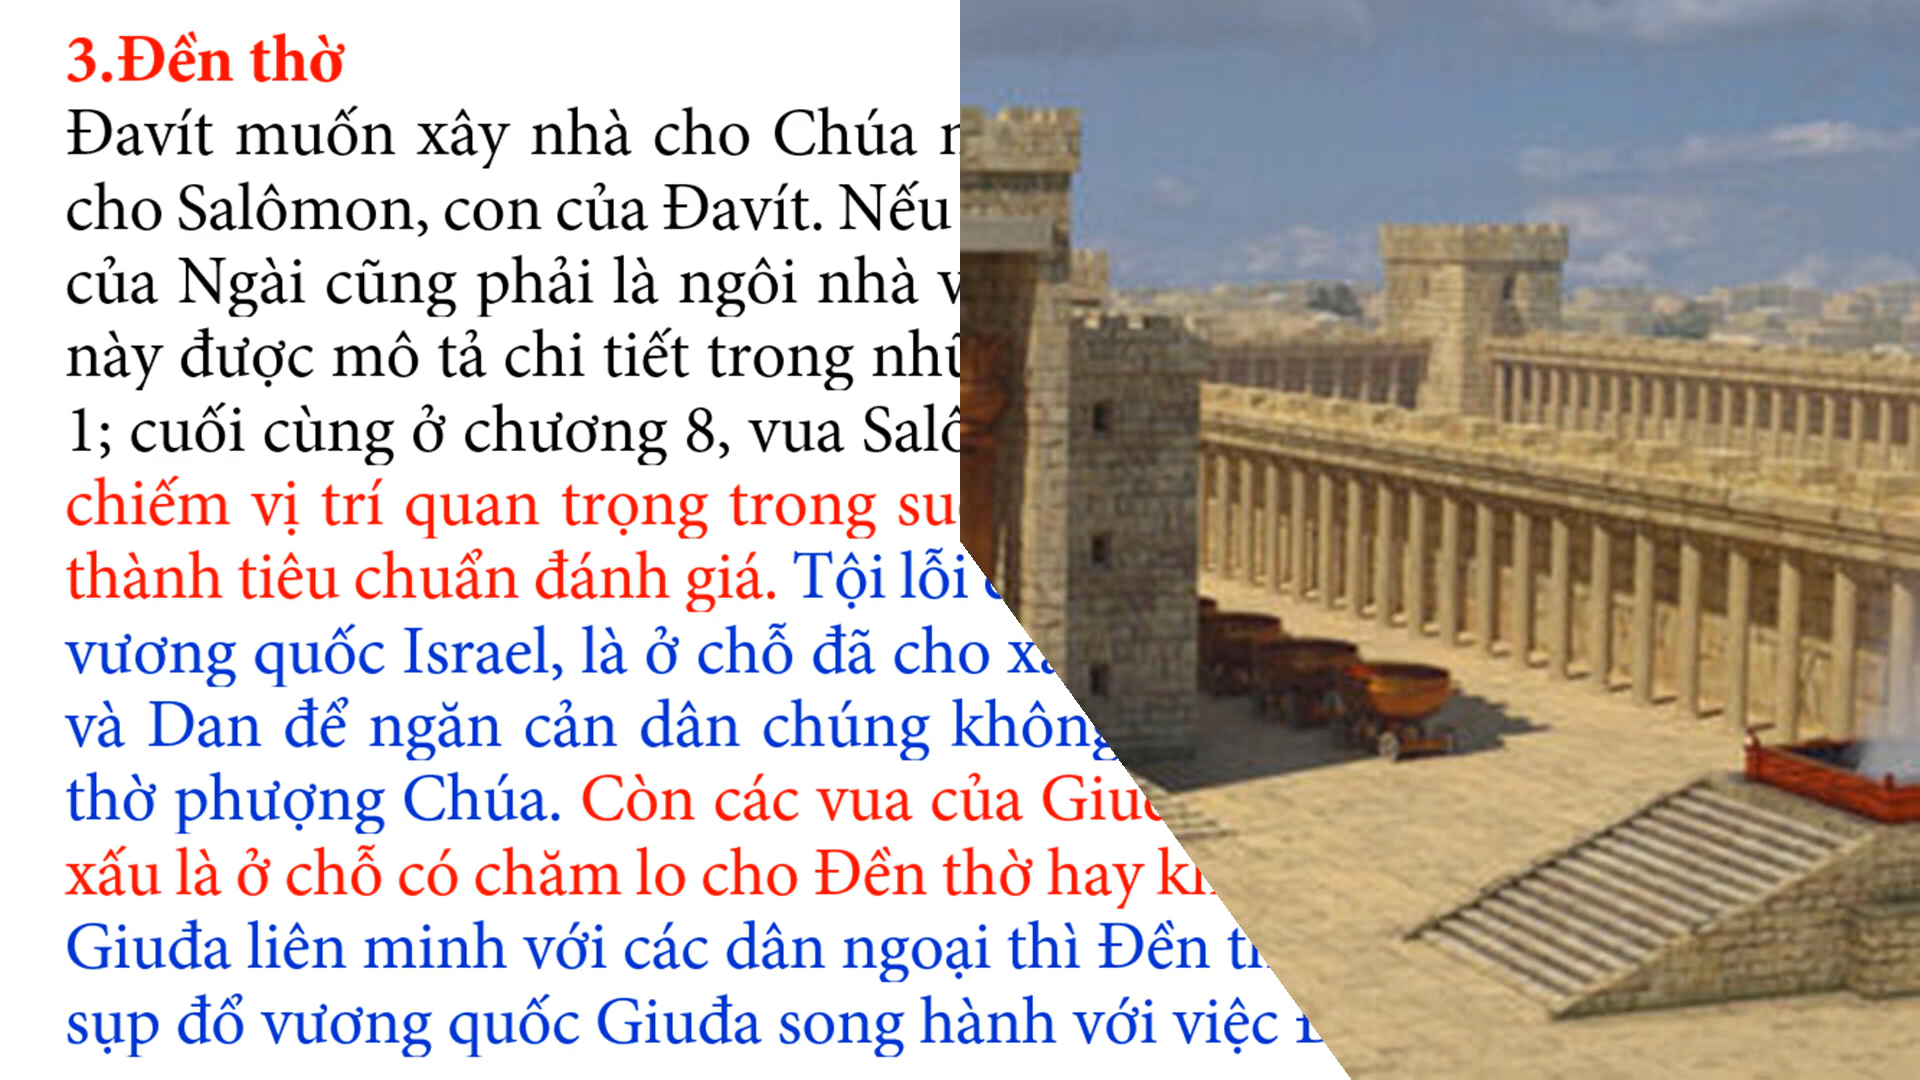 3.Đền thờ
Đavít muốn xây nhà cho Chúa
cho Salômon, con của Đavít. Nếu
của Ngài cũng phải là ngôi nhà
này được mô tả chi tiết trong
1; cuối cùng ở chương 8, vua
chiếm vị trí quan trọng trong
thành tiêu chuẩn đánh giá. Tội lỗi
vương quốc Israel, là ở chỗ đã cho
và Dan để ngăn cản dân chúng không
thờ phượng Chúa. Còn các vua của
xấu là ở chỗ có chăm lo cho Đền thờ hay
Giuđa liên minh với các dân ngoại thì Đền
sụp đổ vương quốc Giuđa song hành với việc